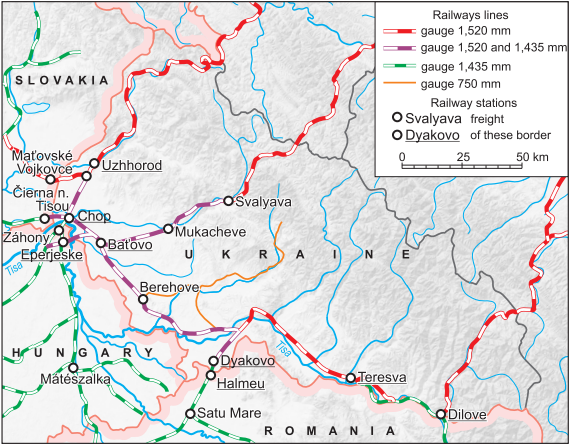 Railways lines
gauge 1,520 mm
gauge 1,520 and 1,435 mm
gauge 1,435 mm
gauge 750 mm
Railway stations
Svalyava freight
Dyakovo of these border
0 25 50 km
SLOVAKIA
Maťovské
Vojkovce
Uzhhorod
Čierna n.
Tisou
Chop
Svalyava
Záhony
Eperjeske
Bat'ovo
Mukacheve
UKRAINE
Tisa
Berehove
HUNGARY
Tisa
Dyakovo
Halmeu
Teresva
Mátészalka
Satu Mare
Dilove
ROMANIA